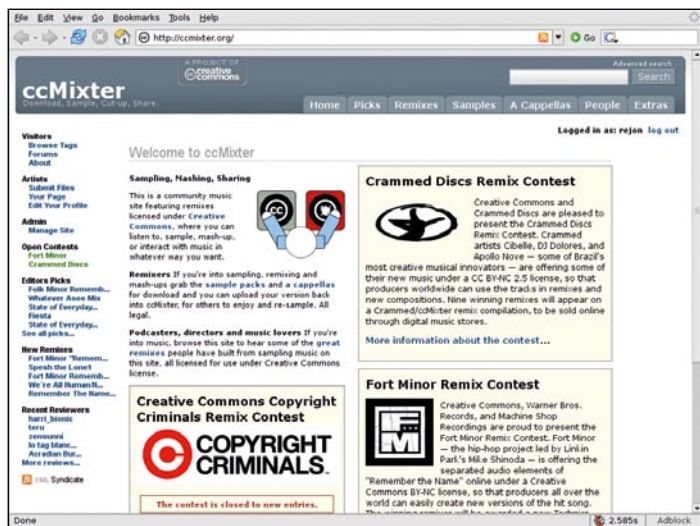 File Edit View Go Bookmarks Tools Help
http://ccmixter.org/
Go
A PROJECT OF
creative
commons
Advanced search
Search
ccMixter
Download, Sample, Cut-up, Share.
Home Picks Remixes Samples A Cappellas People Extras
Logged in as: rejon log out
Visitors
Browse Tags
Forums
About
Artists
Submit Files
Your Page
Edit Your Profile
Admin
Manage Site
Open Contests
Fort Minor
Crammed Discs
Editors Picks
Folk Minor Rememb...
Whatever Asee Mix
State of Everyday...
Fiesta
State of Everyday...
See all picks...
New Remixes
Fort Minor "Remem...
Spesh the Lonet
Fort Minor Rememb...
We're All Human N...
Remember The Name...
Recent Reviewers
harri_bionic
teru
zensunni
lo tag blanc...
Acradian Bur...
More reviews...
XML Syndicate
Welcome to ccMixter
Sampling, Mashing, Sharing
This is a community music
site featuring remixes
licensed under Creative
Commons, where you can
listen to, sample, mash-up,
or interact with music in
whatever way you want.
cc
Remixers If you're into sampling, remixing and
mash-ups grab the sample packs and a cappellas
for download and you can upload your version back
into ccMixter, for others to enjoy and re-sample. All
legal.
Podcasters, directors and music lovers If you're
into music, browse this site to hear some of the great
remixes people have built from sampling music on
this site, all licensed for use under Creative Commons
license.
Creative Commons Copyright
Criminals Remix Contest
COPYRIGHT
CRIMINALS
The contest is closed to new entries.
Crammed Discs Remix Contest
Creative Commons and
Crammed Discs are pleased to
present the Crammed Discs
Remix Contest. Crammed
artists Cibelle, DJ Dolores, and
Apollo Nove — some of Brazil's
most creative musical innovators — are offering some of
their new music under a CC BY-NC 2.5 license, so that
producers worldwide can use the tracks in remixes and
new compositions. Nine winning remixes will appear on
a Crammed/ccMixter remix compilation, to be sold online
through digital music stores.
More information about the contest...
Fort Minor Remix Contest
FM
Creative Commons, Warner Bros.
Records, and Machine Shop
Recordings are proud to present the
Fort Minor Remix Contest. Fort Minor
— the hip-hop project led by Linkin
Park's Mike Shinoda — is offering the
separated audio elements of
"Remember the Name" online under a Creative
Commons BY-NC license, so that producers all over the
world can easily create new versions of the hit song.
Done
2.585s Adblock